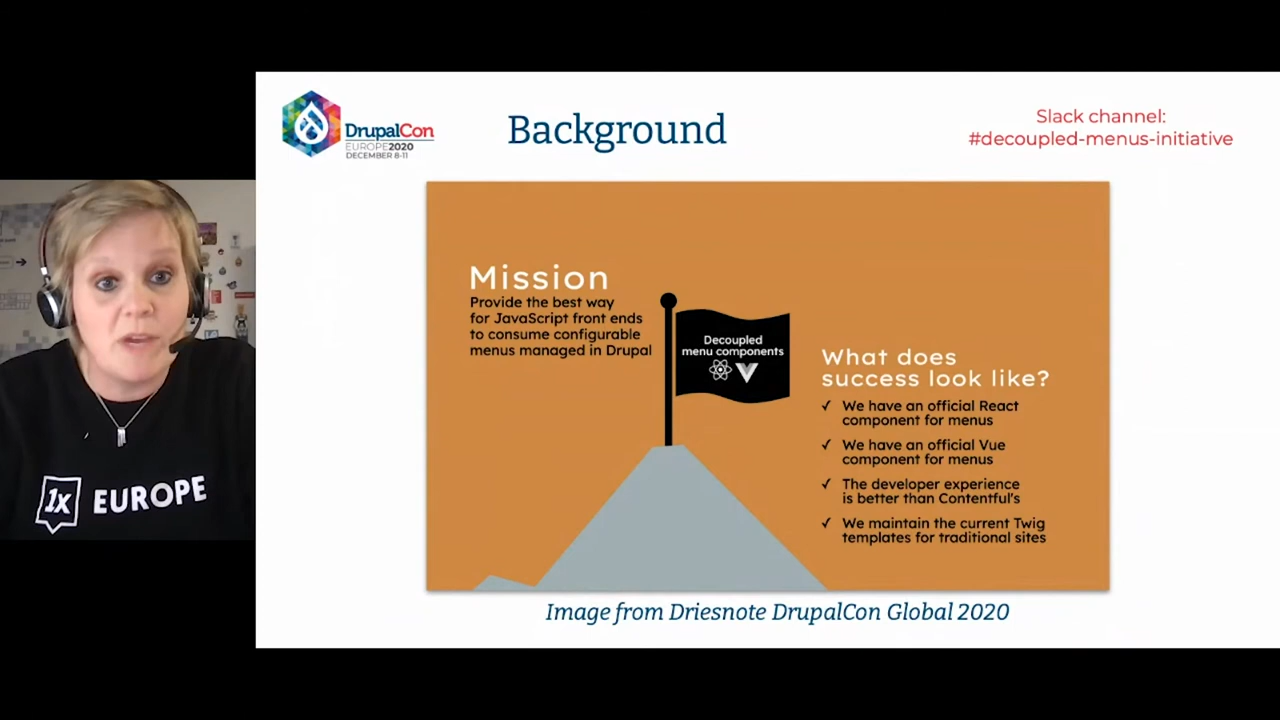 DrupalCon
EUROPE2020
DECEMBER 8-11
Background
Slack channel:
#decoupled-menus-initiative
Mission
Provide the best way
for JavaScript front ends
to consume configurable
menus managed in Drupal
Decoupled
menu components
What does
success look like?
✓ We have an official React
component for menus
✓ We have an official Vue
component for menus
✓ The developer experience
is better than Contentful's
✓ We maintain the current Twig
templates for traditional sites
Image from Driesnote DrupalCon Global 2020
1x EUROPE